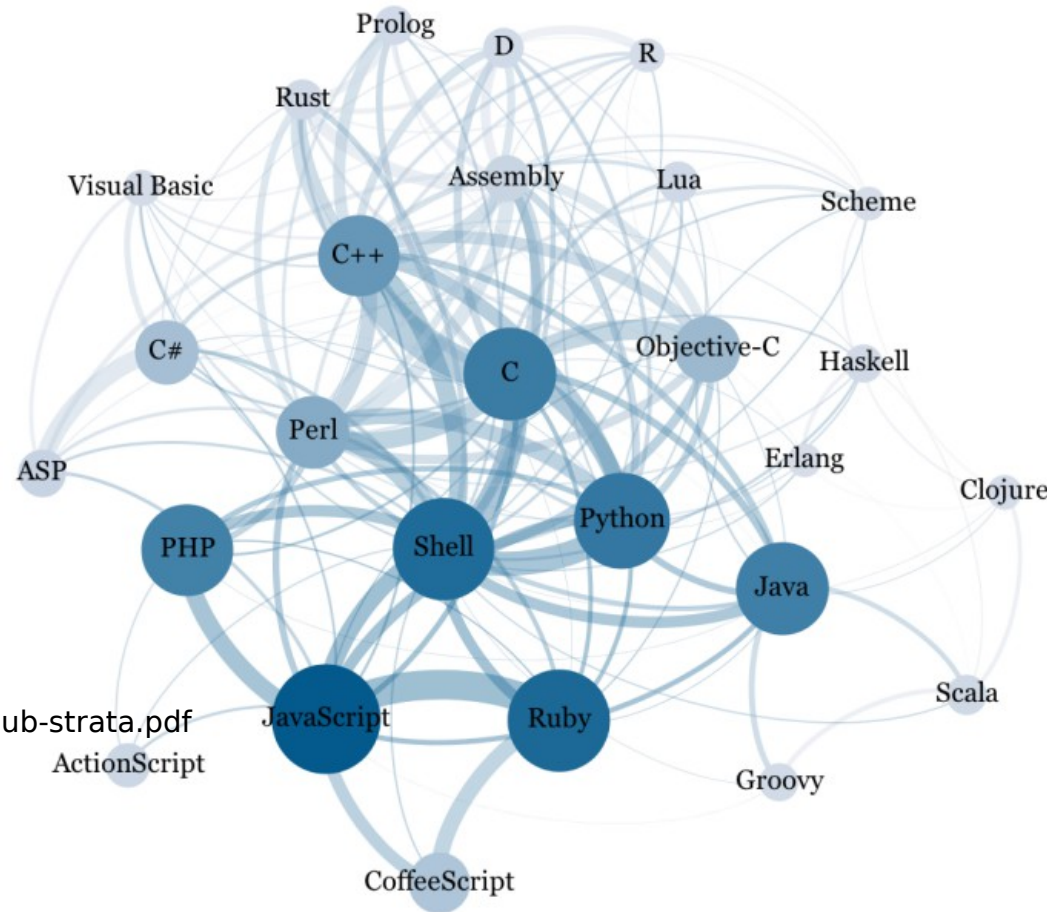 Prolog
D
R
Rust
Assembly
Lua
Visual Basic
Scheme
C++
C#
C
Objective-C
Haskell
Perl
Erlang
ASP
Clojure
Python
PHP
Shell
Java
Scala
JavaScript
Ruby
ub-strata.pdf
ActionScript
Groovy
CoffeeScript